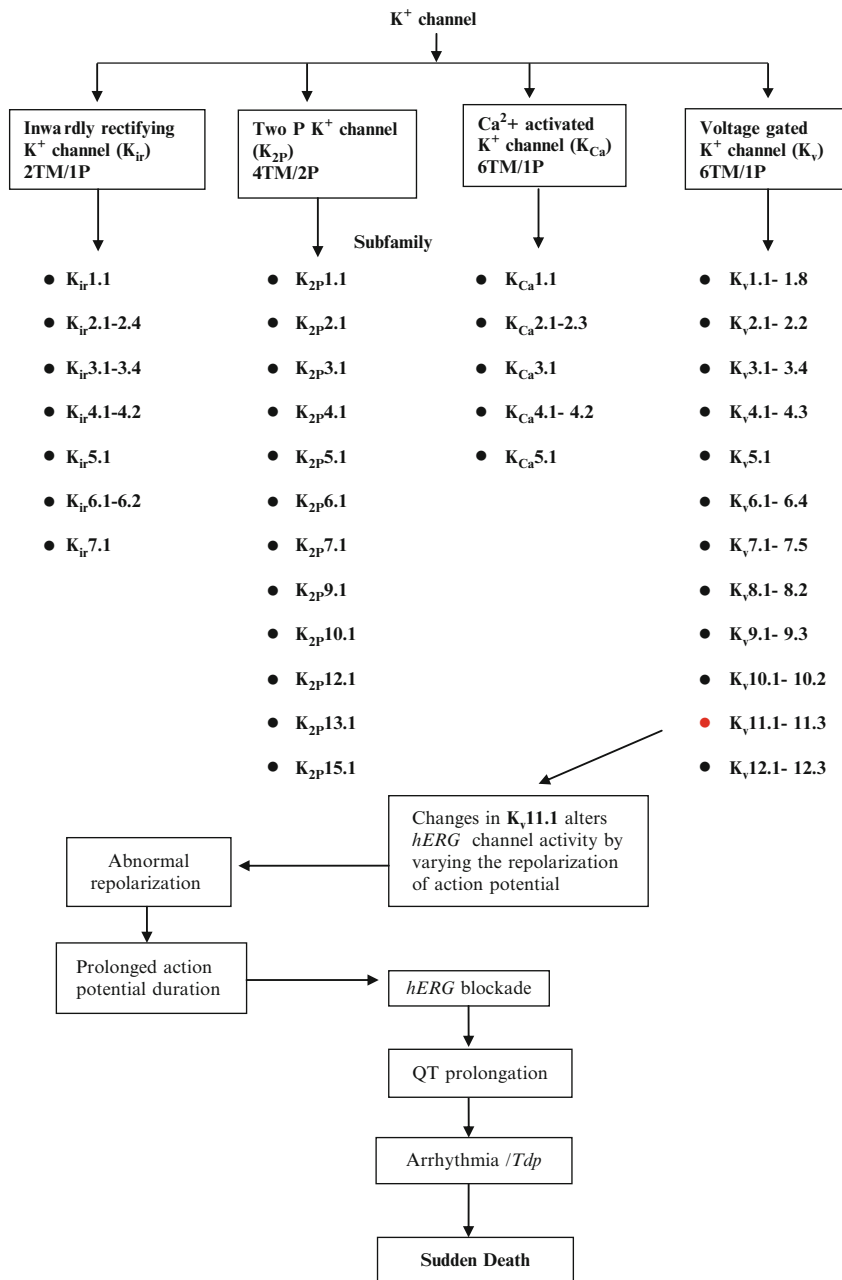 K+ channel
Inwardly rectifying
K+ channel (Kir)
2TM/1P
Two P K+ channel
(K2P)
4TM/2P
Ca2+ activated
K+ channel (KCa)
6TM/1P
Voltage gated
K+ channel (Kv)
6TM/1P
Subfamily
● Kir1.1
● Kir2.1-2.4
● Kir3.1-3.4
● Kir4.1-4.2
● Kir5.1
● Kir6.1-6.2
● Kir7.1
● K2P1.1
● K2P2.1
● K2P3.1
● K2P4.1
● K2P5.1
● K2P6.1
● K2P7.1
● K2P9.1
● K2P10.1
● K2P12.1
● K2P13.1
● K2P15.1
● KCa1.1
● KCa2.1-2.3
● KCa3.1
● KCa4.1- 4.2
● KCa5.1
● Kv1.1- 1.8
● Kv2.1- 2.2
● Kv3.1- 3.4
● Kv4.1- 4.3
● Kv5.1
● Kv6.1- 6.4
● Kv7.1- 7.5
● Kv8.1- 8.2
● Kv9.1- 9.3
● Kv10.1- 10.2
● Kv11.1- 11.3
● Kv12.1- 12.3
Changes in Kv11.1 alters
hERG channel activity by
varying the repolarization
of action potential
Abnormal
repolarization
Prolonged action
potential duration
hERG blockade
QT prolongation
Arrhythmia /Tdp
Sudden Death